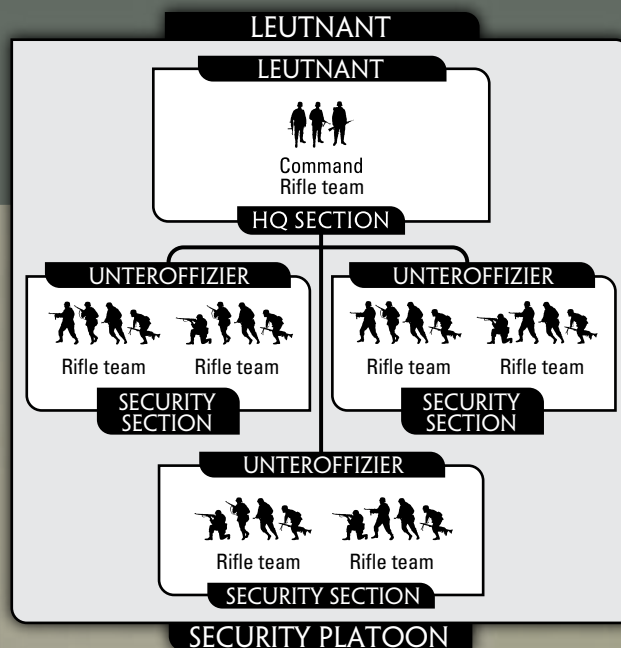 LEUTNANT
LEUTNANT
Command
Rifle team
HQ SECTION
UNTEROFFIZIER
Rifle team Rifle team
SECURITY
SECTION
UNTEROFFIZIER
Rifle team Rifle team
SECURITY
SECTION
UNTEROFFIZIER
Rifle team Rifle team
SECURITY SECTION
SECURITY PLATOON